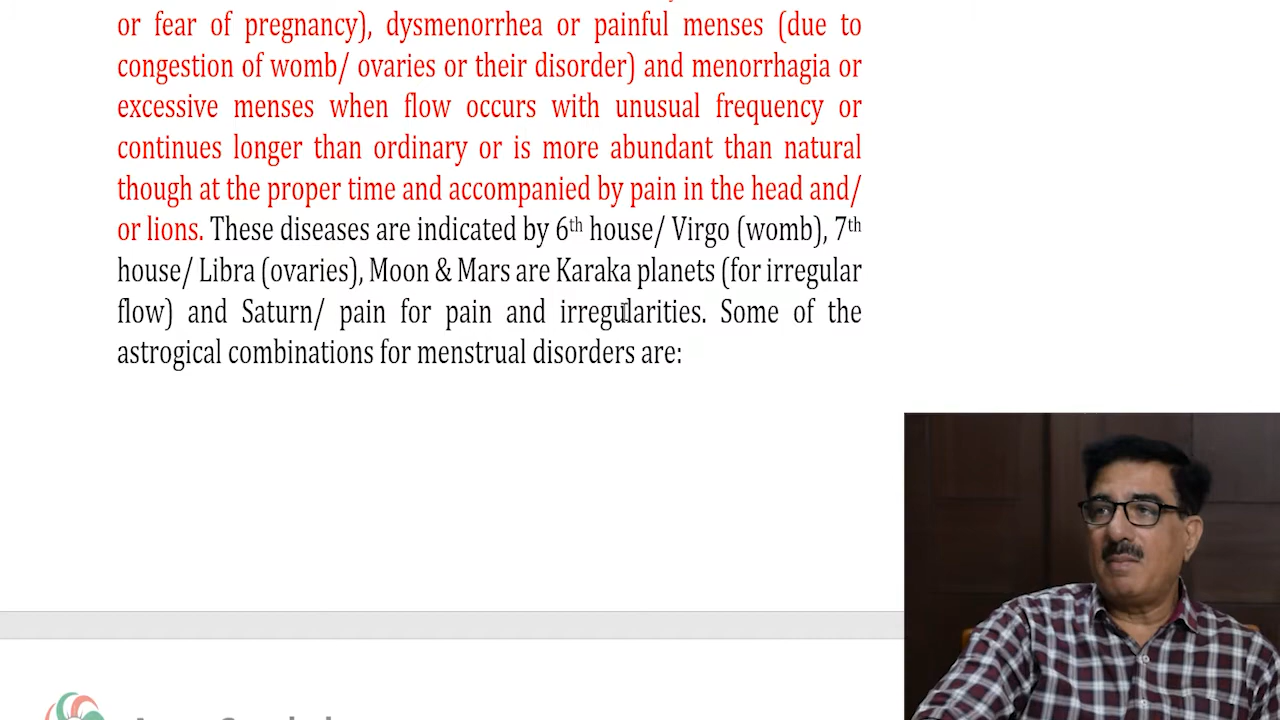 or fear of pregnancy), dysmenorrhea or painful menses (due to
congestion of womb/ ovaries or their disorder) and menorrhagia or
excessive menses when flow occurs with unusual frequency or
continues longer than ordinary or is more abundant than natural
though at the proper time and accompanied by pain in the head and/
or lions. These diseases are indicated by 6th house/ Virgo (womb), 7th
house/ Libra (ovaries), Moon & Mars are Karaka planets (for irregular
flow) and Saturn/ pain for pain and irregularities. Some of the
astrogical combinations for menstrual disorders are: